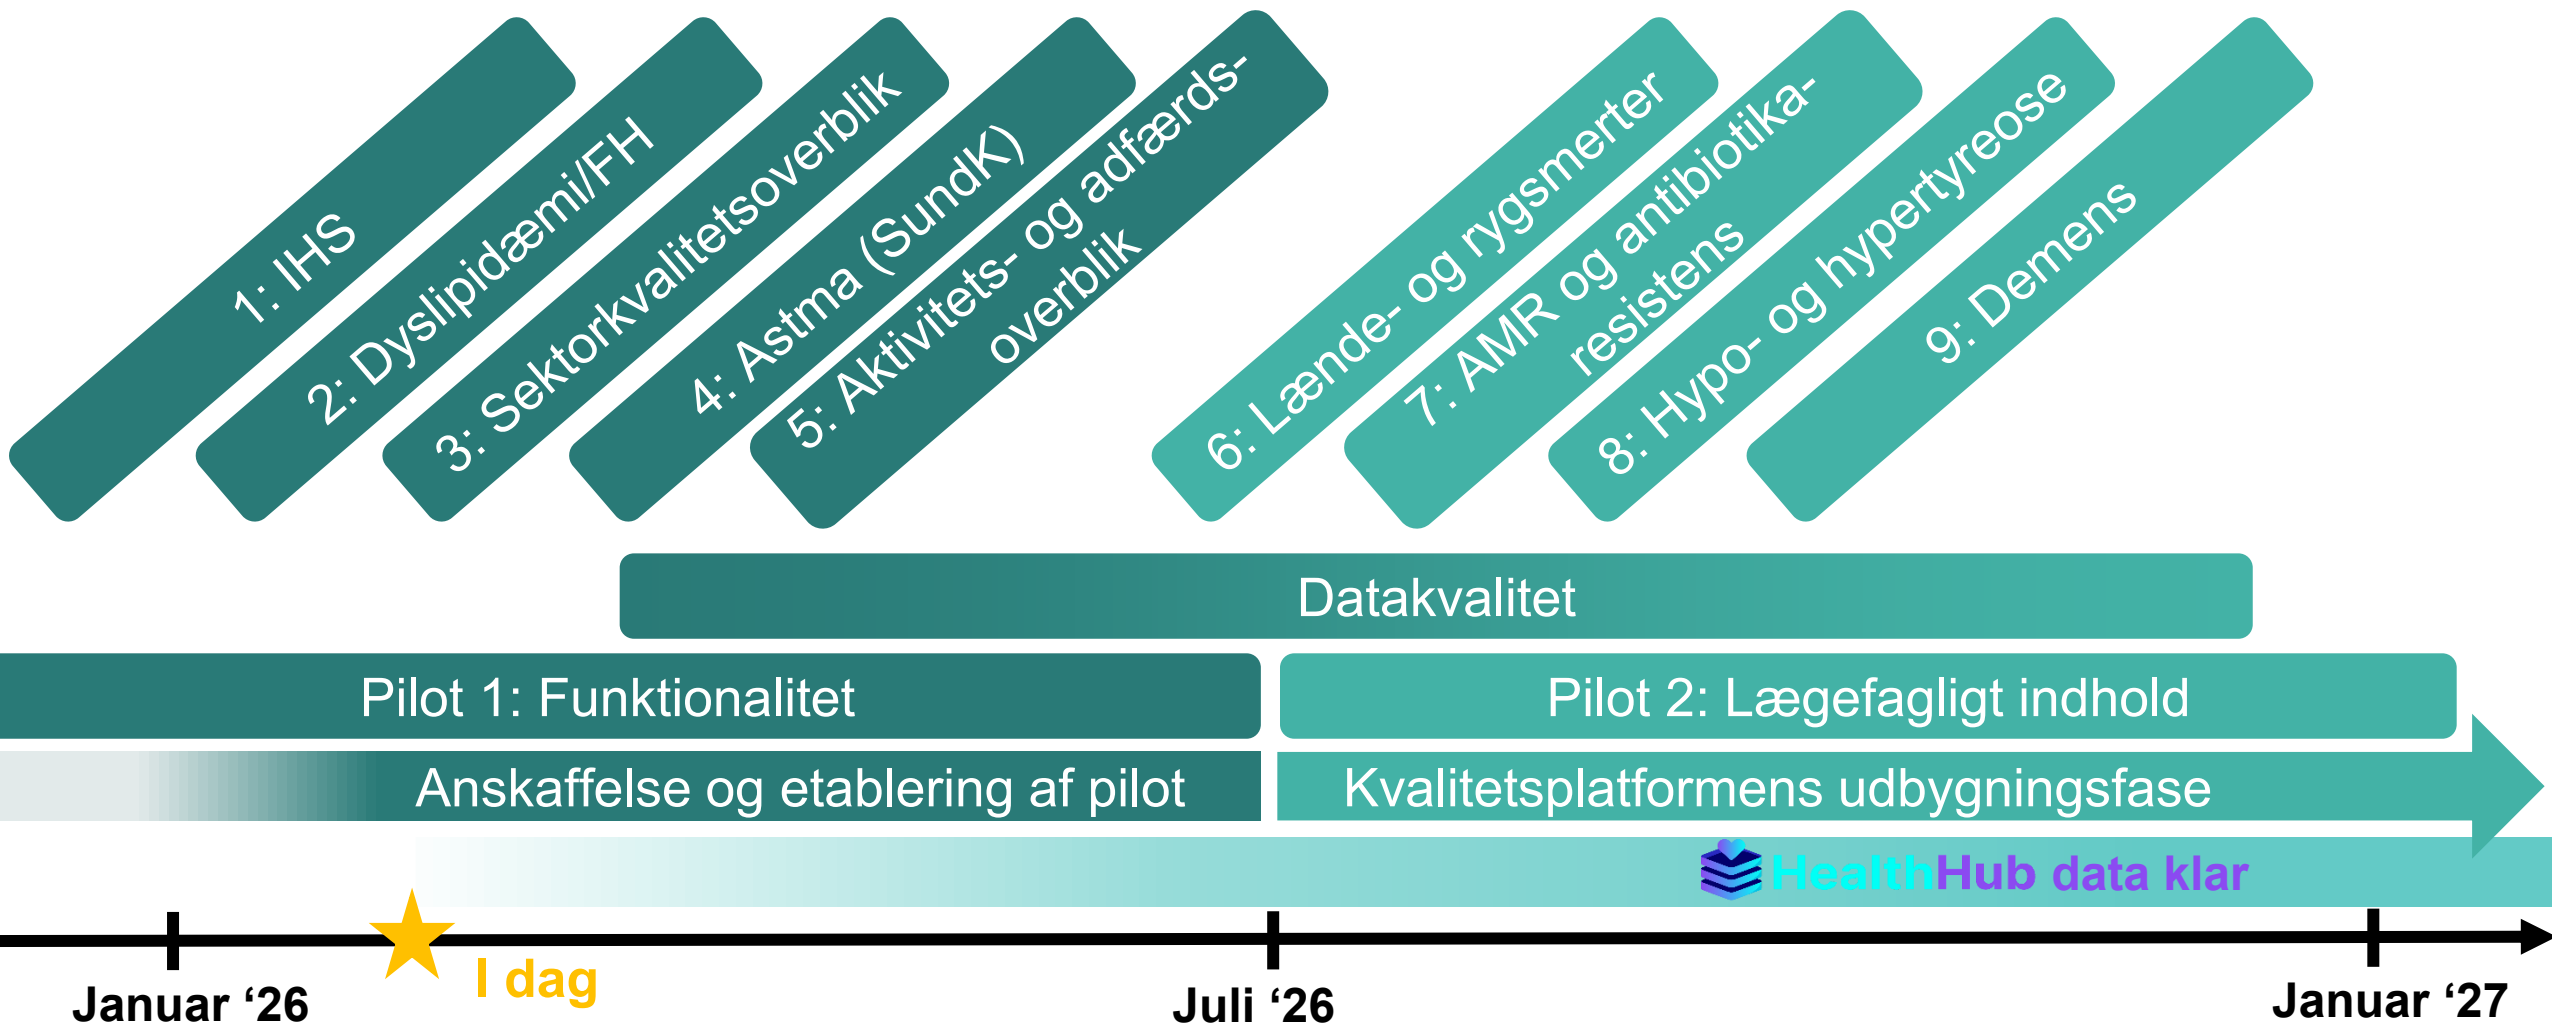 1: IHS
2: Dyslipidæmi/FH
3: Sektorkvalitetsoverblik
4: Astma (SundK)
5: Aktivitets- og adfærds-
overblik
6: Lænde- og rygsmerter
7: AMR og antibiotika-
resistens
8: Hypo- og hypertyreose
9: Demens
Datakvalitet
Pilot 1: Funktionalitet
Pilot 2: Lægefagligt indhold
Anskaffelse og etablering af pilot
Kvalitetsplatformens udbygningsfase
HealthHub data klar
I dag
Januar ‘26
Juli ‘26
Januar ‘27